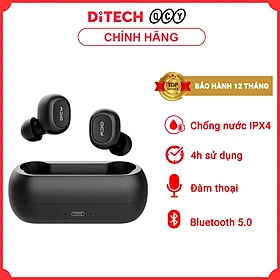 DiTECH QCY
CHÍNH HÃNG
TOP
BẢO HÀNH 12 THÁNG
Chống nước IPX4
4h sử dụng
Đàm thoại
Bluetooth 5.0
QCY
QCY